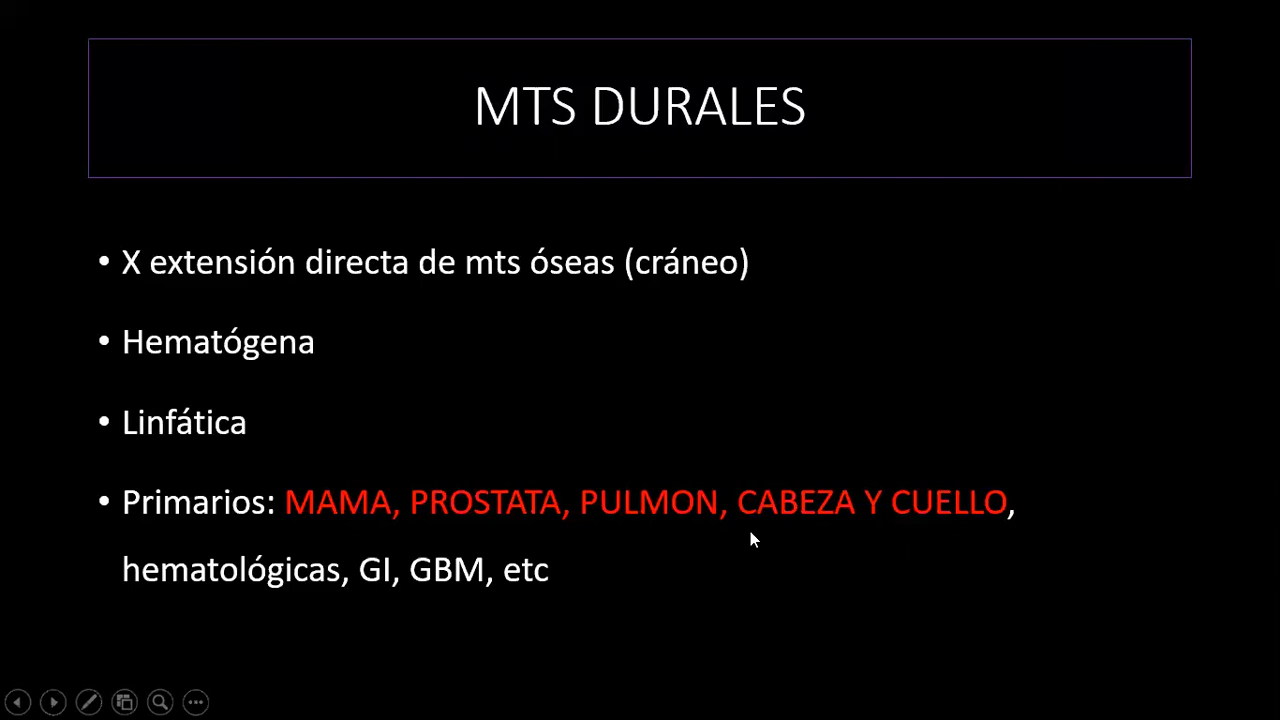 MTS DURALES
• X extensión directa de mts óseas (cráneo)
• Hematógena
• Linfática
• Primarios: MAMA, PROSTATA, PULMON, CABEZA Y CUELLO,
hematológicas, GI, GBM, etc